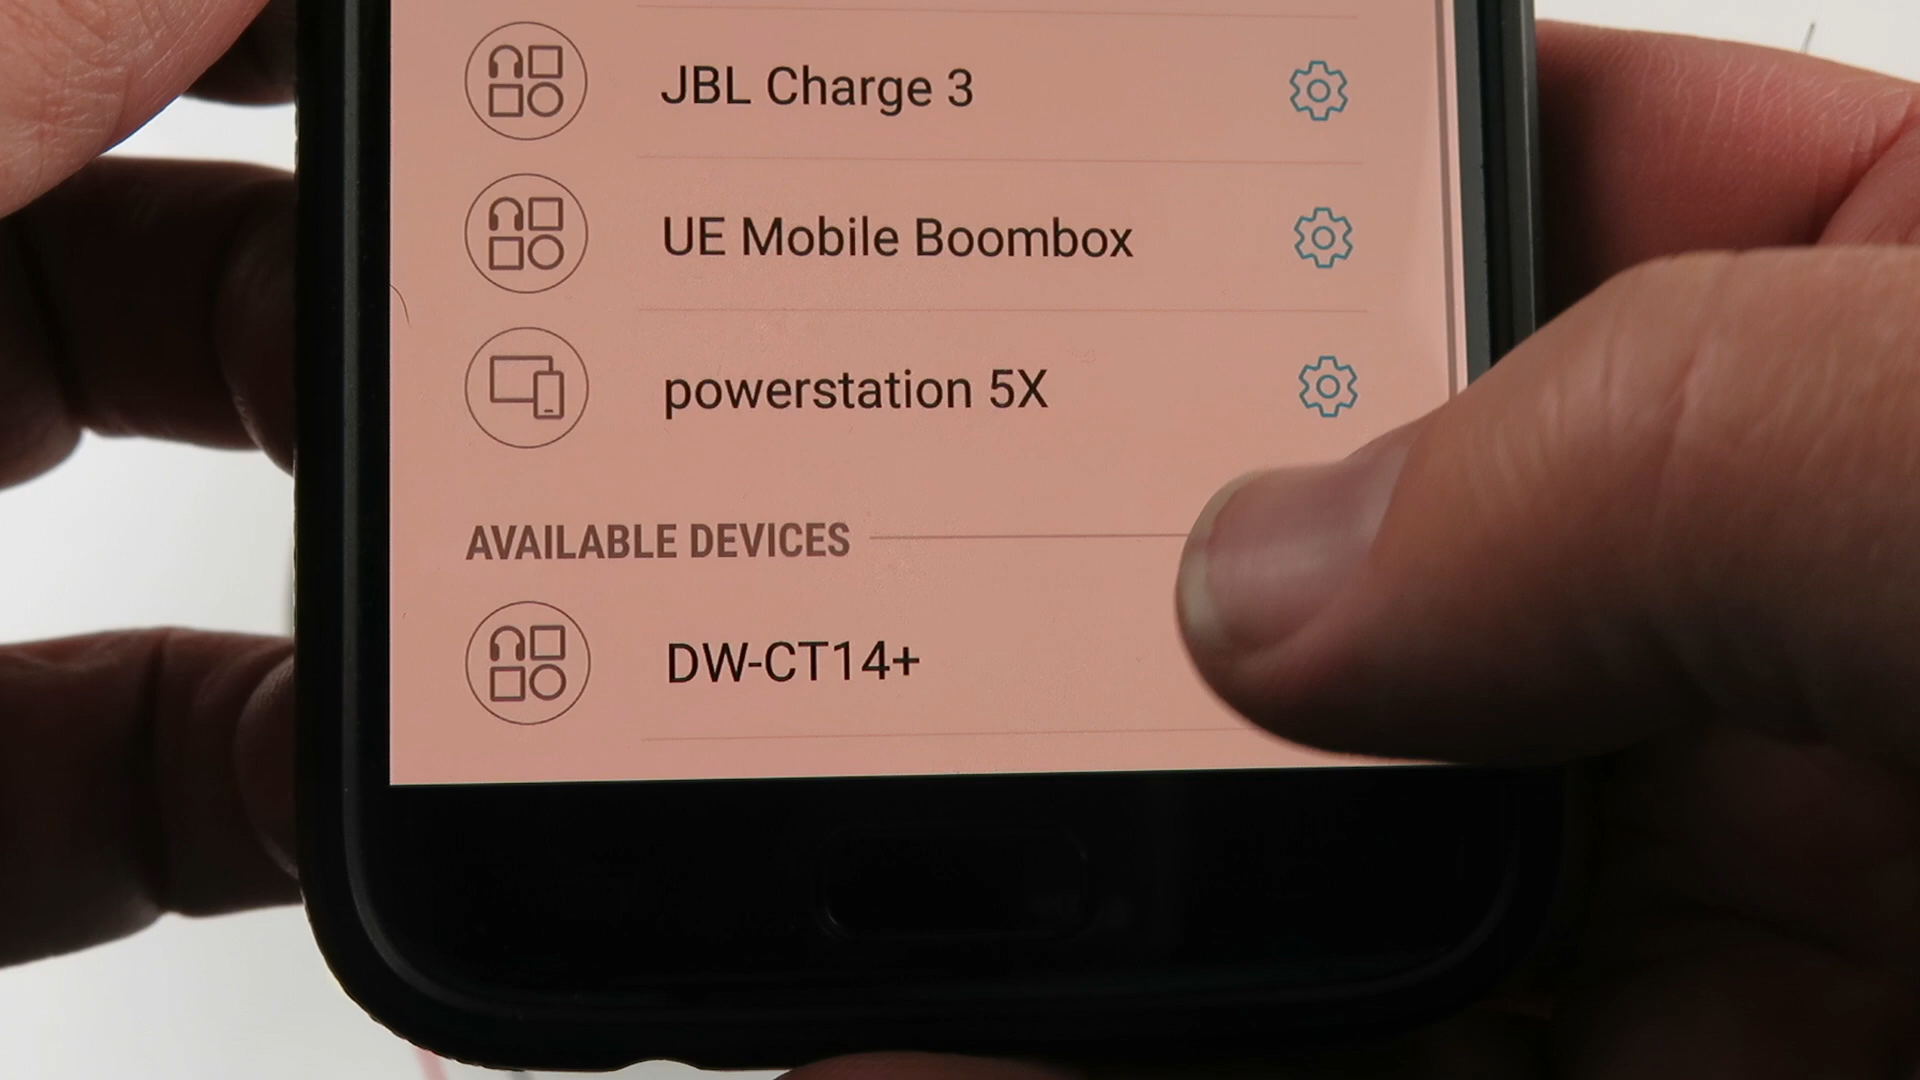 JBL Charge 3
UE Mobile Boombox
powerstation 5X
AVAILABLE DEVICES
DW-CT14+